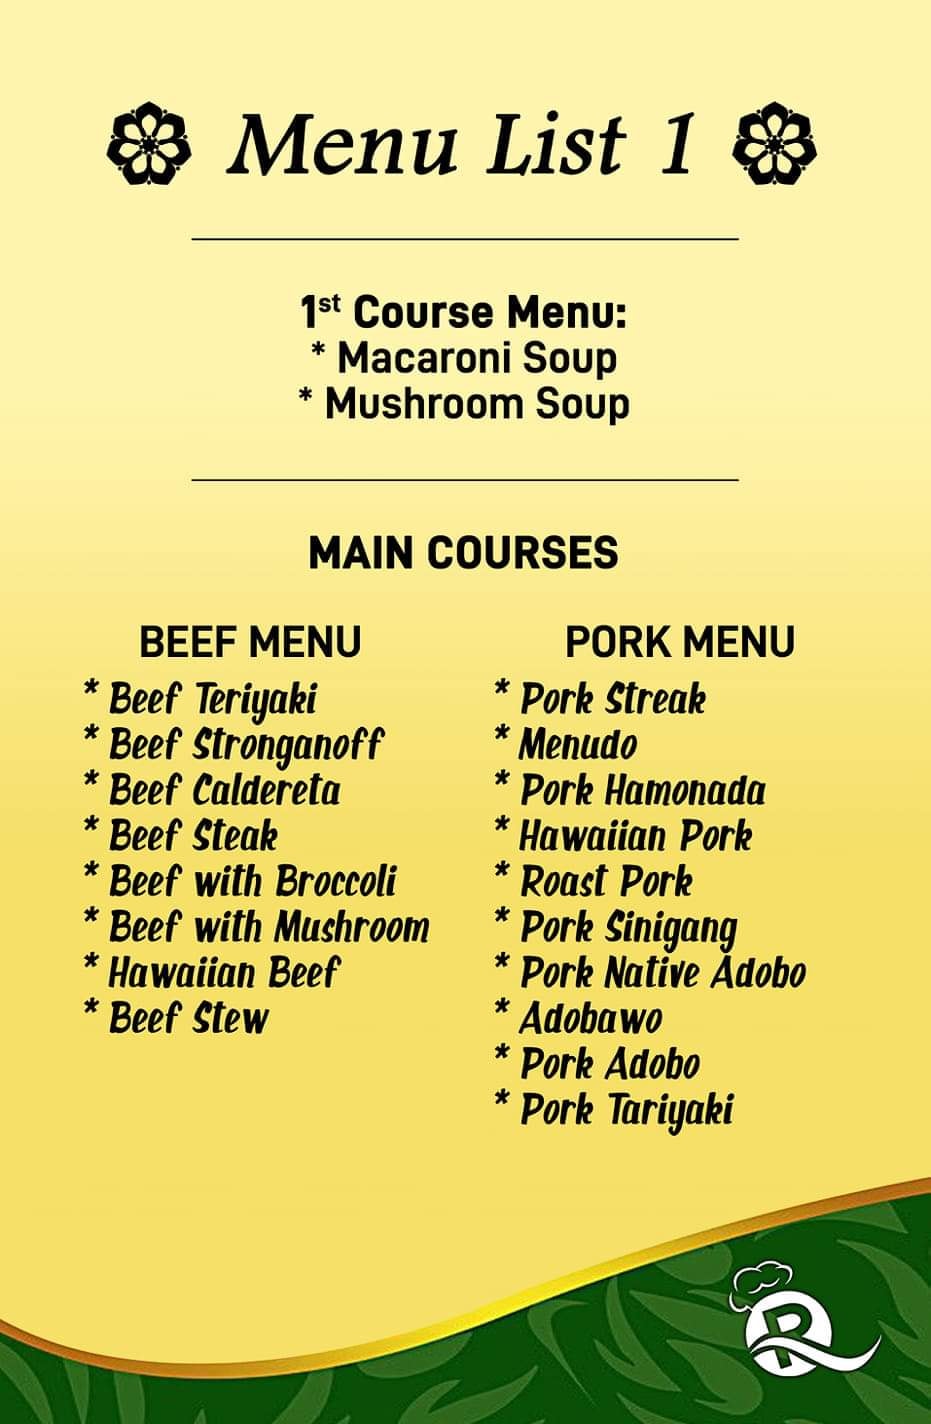 Menu List 1
1st Course Menu:
* Macaroni Soup
* Mushroom Soup
MAIN COURSES
BEEF MENU
* Beef Teriyaki
* Beef Stronganoff
* Beef Caldereta
* Beef Steak
* Beef with Broccoli
* Beef with Mushroom
* Hawaiian Beef
* Beef Stew
PORK MENU
* Pork Streak
* Menudo
* Pork Hamonada
* Hawaiian Pork
* Roast Pork
* Pork Sinigang
* Pork Native Adobo
* Adobawo
* Pork Adobo
* Pork Tariyaki
R